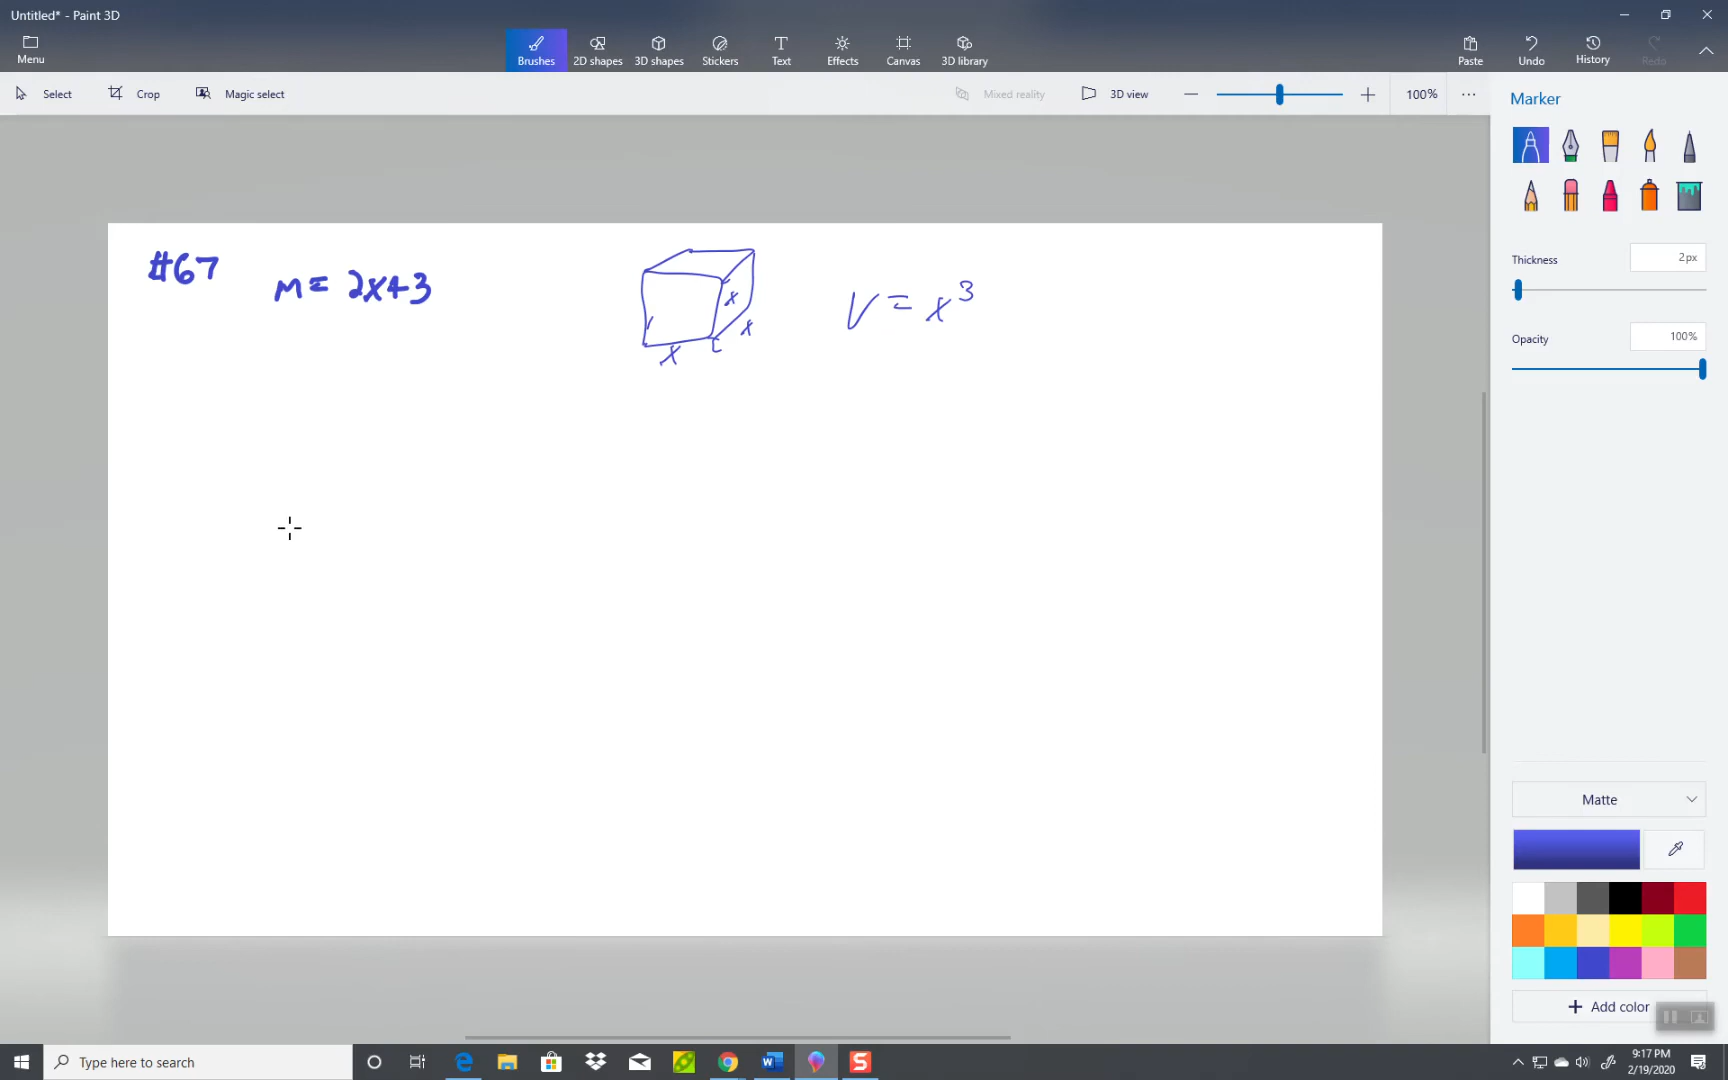 Untitled* - Paint 3D
Menu
Brushes
2D shapes
3D shapes
Stickers
Text
Effects
Canvas
3D library
Paste
Undo
History
Redo
Select
Crop
Magic select
Mixed reality
3D view
100%
Marker
Thickness
2px
Opacity
100%
#67
m = 2x+3
x
x
x
V = x³
Matte
Add color
Type here to search
9:17 PM
2/19/2020